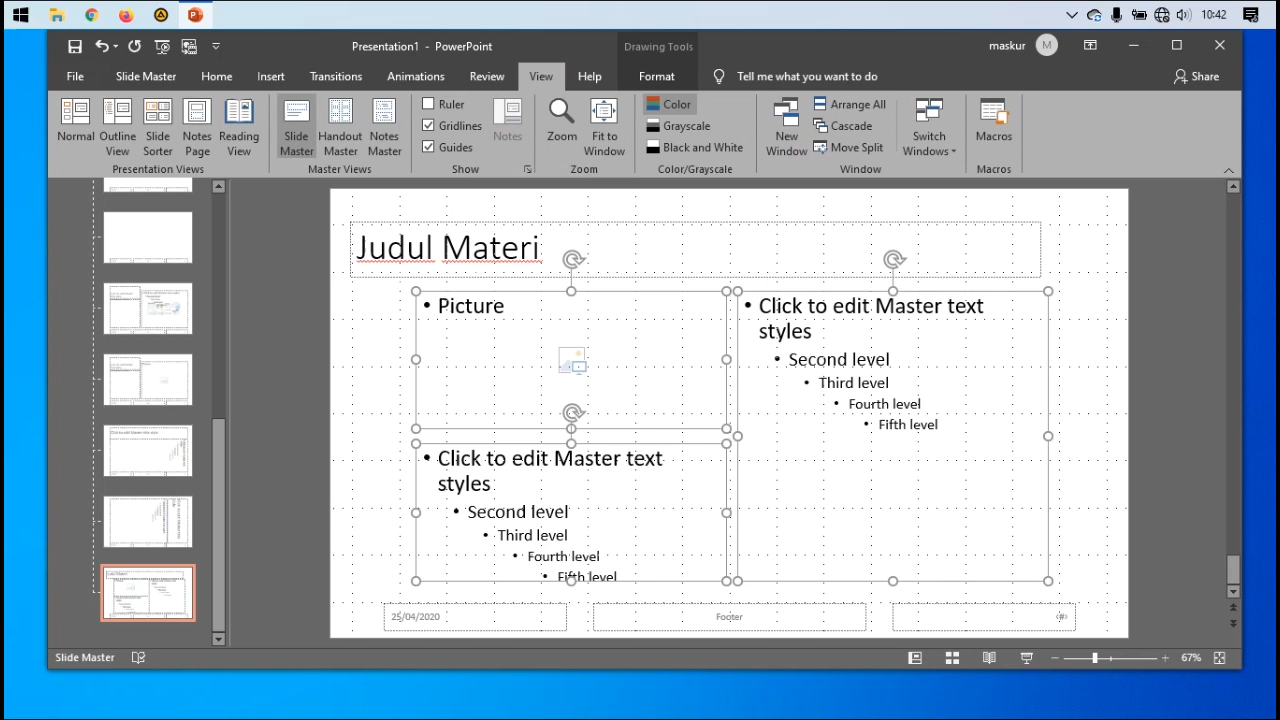 10:42
Presentation1 - PowerPoint
Drawing Tools
maskur
M
File Slide Master Home Insert Transitions Animations Review View Help Format Tell me what you want to do Share
Normal
Outline View
Slide Sorter
Notes Page
Reading View
Presentation Views
Slide Master
Handout Master
Notes Master
Master Views
Ruler
Gridlines
Guides
Notes
Show
Zoom
Fit to Window
Zoom
Color
Grayscale
Black and White
Color/Grayscale
New Window
Arrange All
Cascade
Move Split
Switch Windows
Window
Macros
Macros
Judul Materi
• Picture
• Click to edit Master text
styles
• Second level
• Third level
• Fourth level
• Fifth level
• Click to edit Master text
styles
• Second level
• Third level
• Fourth level
• Fifth level
25/04/2020
Footer
‹#›
Slide Master
67%